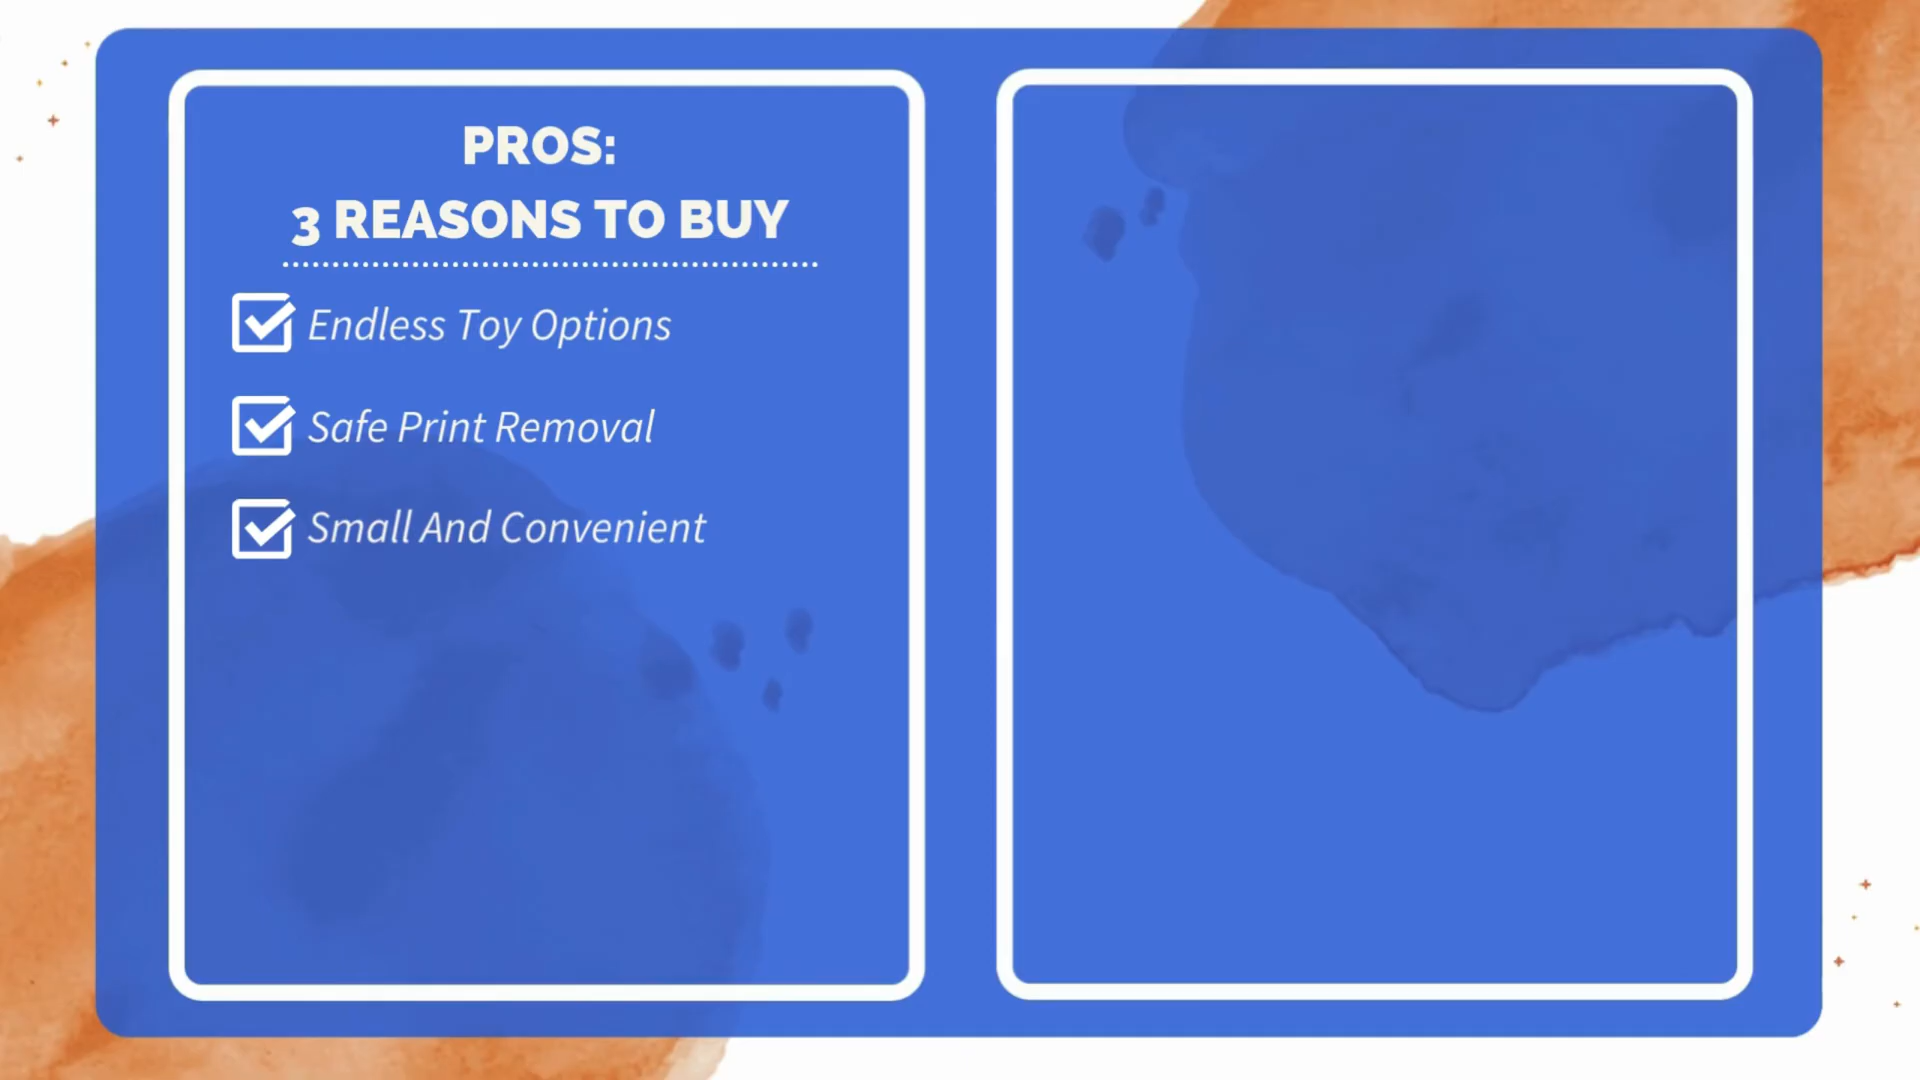 PROS:
3 REASONS TO BUY
Endless Toy Options
Safe Print Removal
Small And Convenient